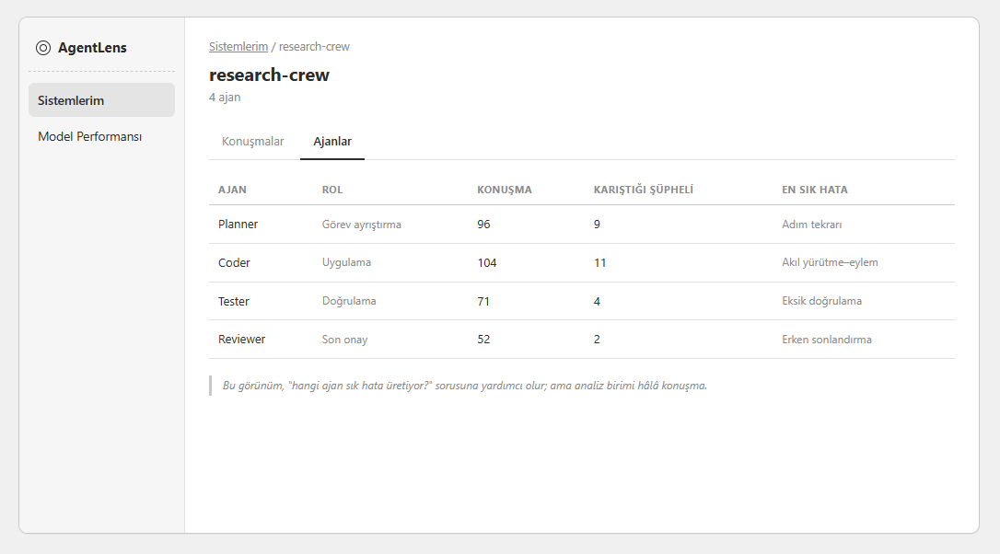 AgentLens
Sistemlerim
Model Performansı
Sistemlerim / research-crew
research-crew
4 ajan
Konuşmalar Ajanlar
AJAN ROL KONUŞMA KARIŞTIĞI ŞÜPHELİ EN SIK HATA
Planner Görev ayrıştırma 96 9 Adım tekrarı
Coder Uygulama 104 11 Akıl yürütme–eylem
Tester Doğrulama 71 4 Eksik doğrulama
Reviewer Son onay 52 2 Erken sonlandırma
Bu görünüm, "hangi ajan sık hata üretiyor?" sorusuna yardımcı olur; ama analiz birimi hâlâ konuşma.